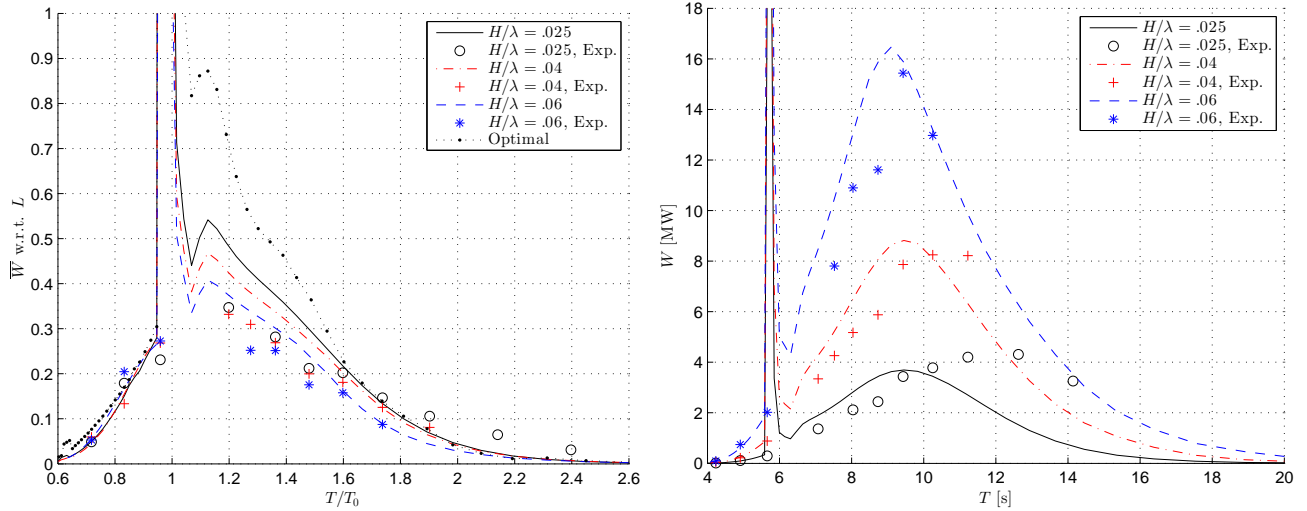 1
0.9
0.8
0.7
0.6
0.5
0.4
0.3
0.2
0.1
0
W̅ w.r.t. L
0.6 0.8 1 1.2 1.4 1.6 1.8 2 2.2 2.4 2.6
T/T₀
H/λ = .025
H/λ = .025, Exp.
H/λ = .04
H/λ = .04, Exp.
H/λ = .06
H/λ = .06, Exp.
Optimal
18
16
14
12
10
8
6
4
2
0
W [MW]
4 6 8 10 12 14 16 18 20
T [s]
H/λ = .025
H/λ = .025, Exp.
H/λ = .04
H/λ = .04, Exp.
H/λ = .06
H/λ = .06, Exp.